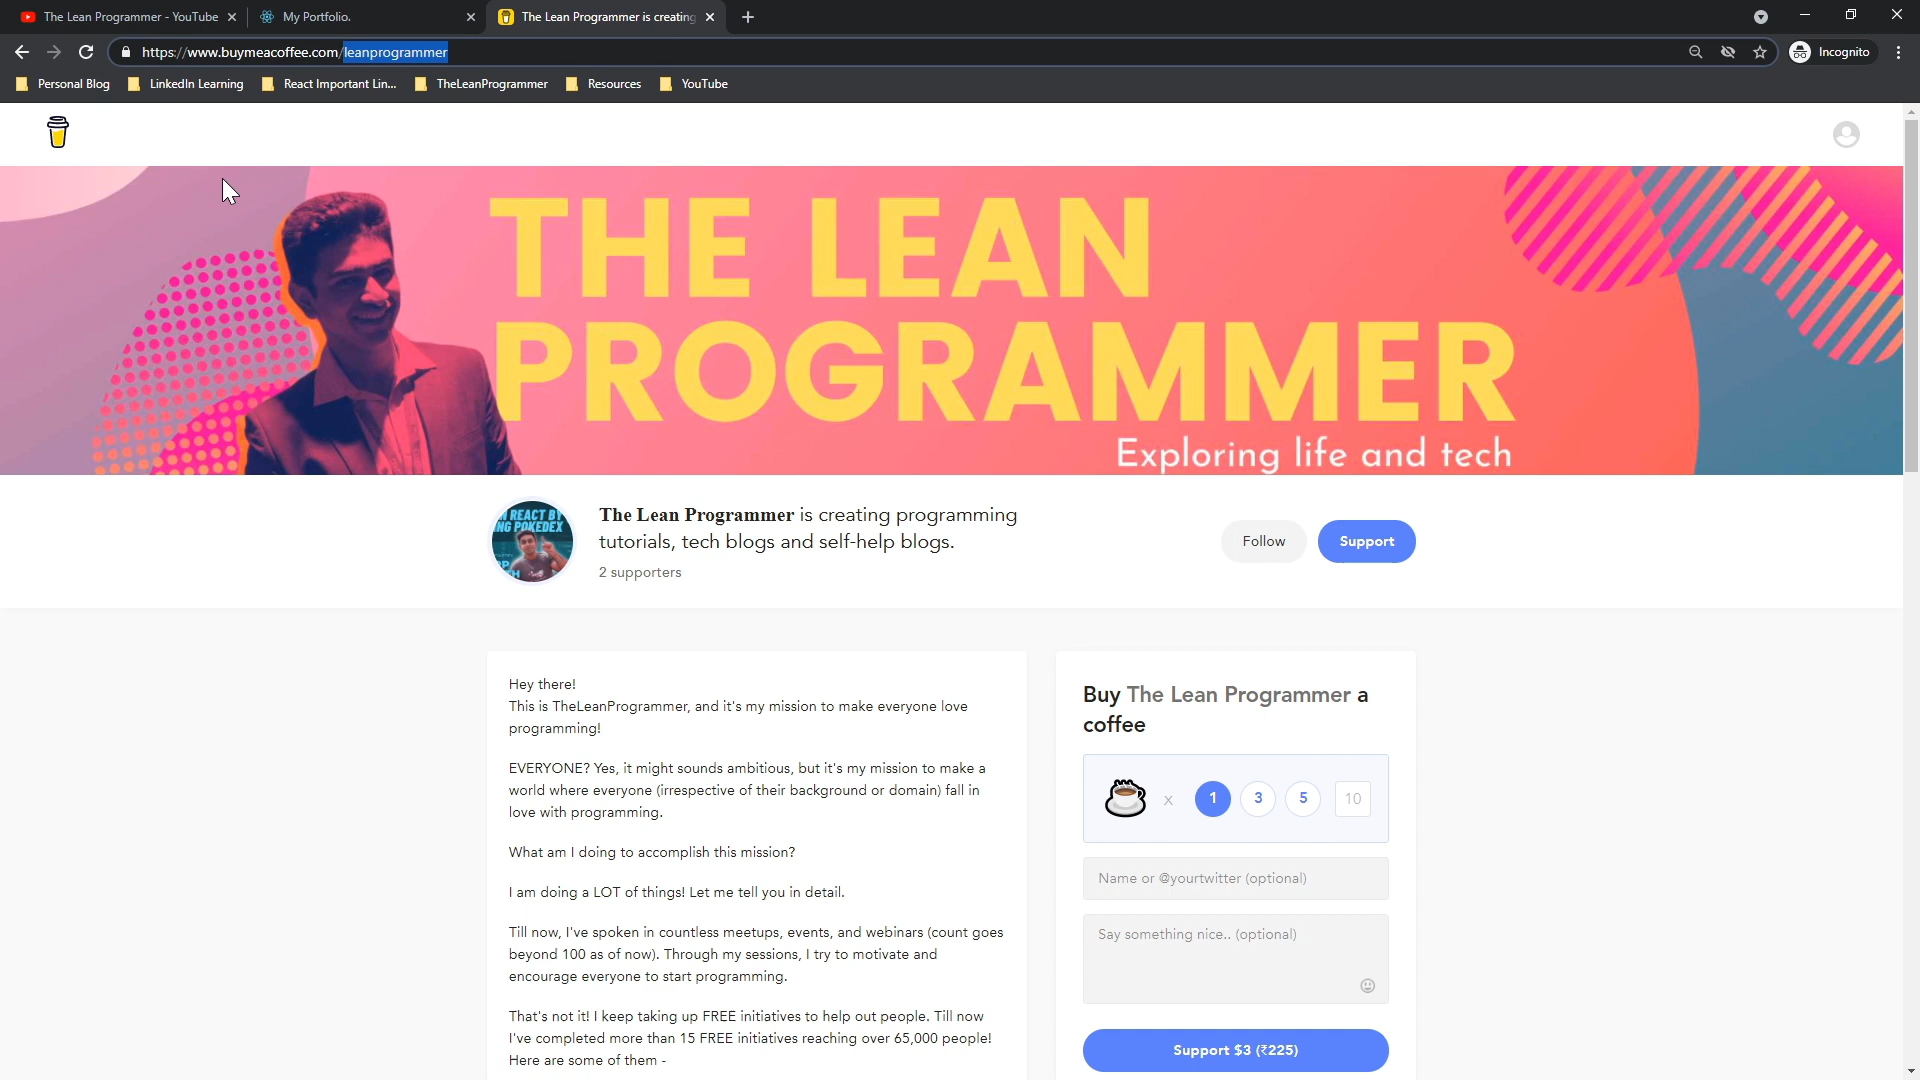 The Lean Programmer - YouTube
My Portfolio.
The Lean Programmer is creating
https://www.buymeacoffee.com/leanprogrammer
Incognito
Personal Blog
LinkedIn Learning
React Important Lin...
TheLeanProgrammer
Resources
YouTube
THE LEAN
PROGRAMMER
Exploring life and tech
The Lean Programmer is creating programming
tutorials, tech blogs and self-help blogs.
2 supporters
Follow
Support
Hey there!
This is TheLeanProgrammer, and it's my mission to make everyone love
programming!
EVERYONE? Yes, it might sounds ambitious, but it's my mission to make a
world where everyone (irrespective of their background or domain) fall in
love with programming.
What am I doing to accomplish this mission?
I am doing a LOT of things! Let me tell you in detail.
Till now, I've spoken in countless meetups, events, and webinars (count goes
beyond 100 as of now). Through my sessions, I try to motivate and
encourage everyone to start programming.
That's not it! I keep taking up FREE initiatives to help out people. Till now
I've completed more than 15 FREE initiatives reaching over 65,000 people!
Here are some of them -
Buy The Lean Programmer a
coffee
x 1 3 5 10
Name or @yourtwitter (optional)
Say something nice.. (optional)
Support $3 (₹225)